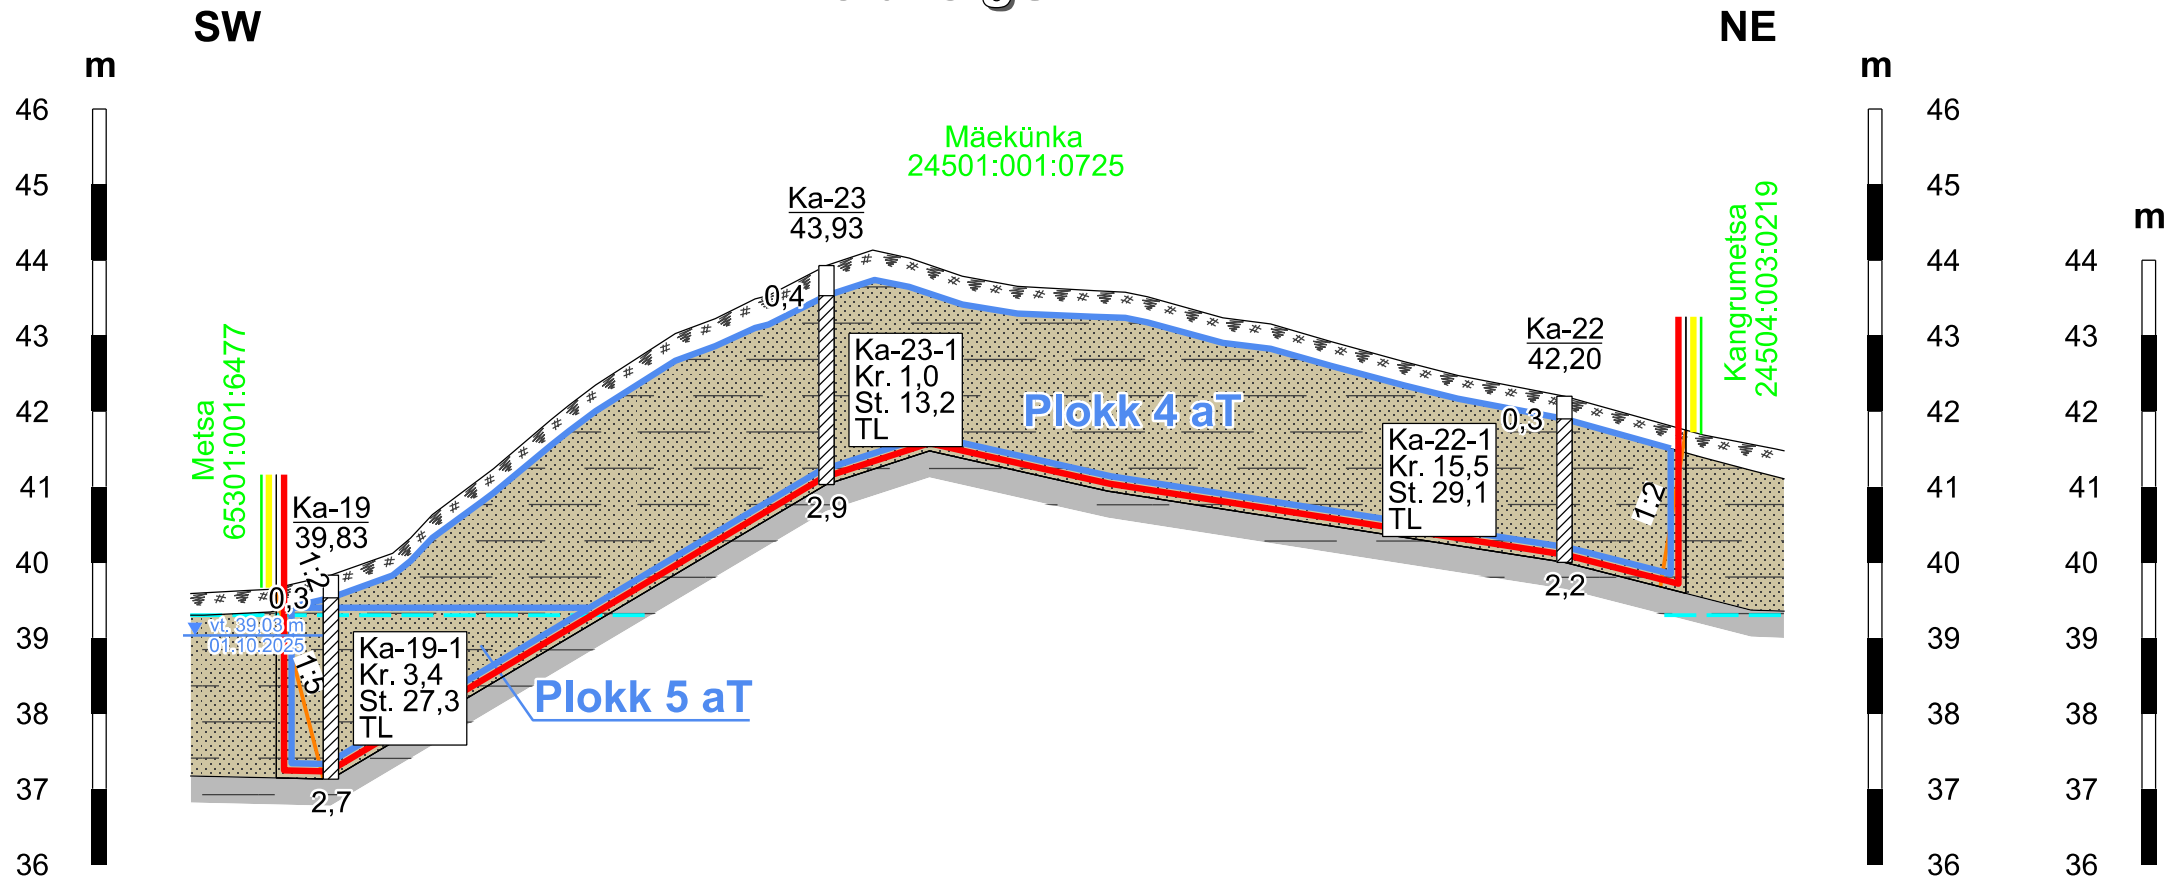 SW
NE
m
46
45
44
43
42
41
40
39
38
37
36
Metsa
65301:001:6477
Ka-19
39,83
1:2
0,3
vt. 39.03 m
01.10.2025
1:5
Ka-19-1
Kr. 3,4
St. 27,3
TL
2,7
Plokk 5 aT
Ka-23
43,93
0,4
Ka-23-1
Kr. 1,0
St. 13,2
TL
2,9
Mäekünka
24501:001:0725
Plokk 4 aT
Ka-22
42,20
0,3
Ka-22-1
Kr. 15,5
St. 29,1
TL
2,2
1:2
Kangrumetsa
24504:003:0219
m
46
45
44
43
42
41
40
39
38
37
36
m
44
43
42
41
40
39
38
37
36